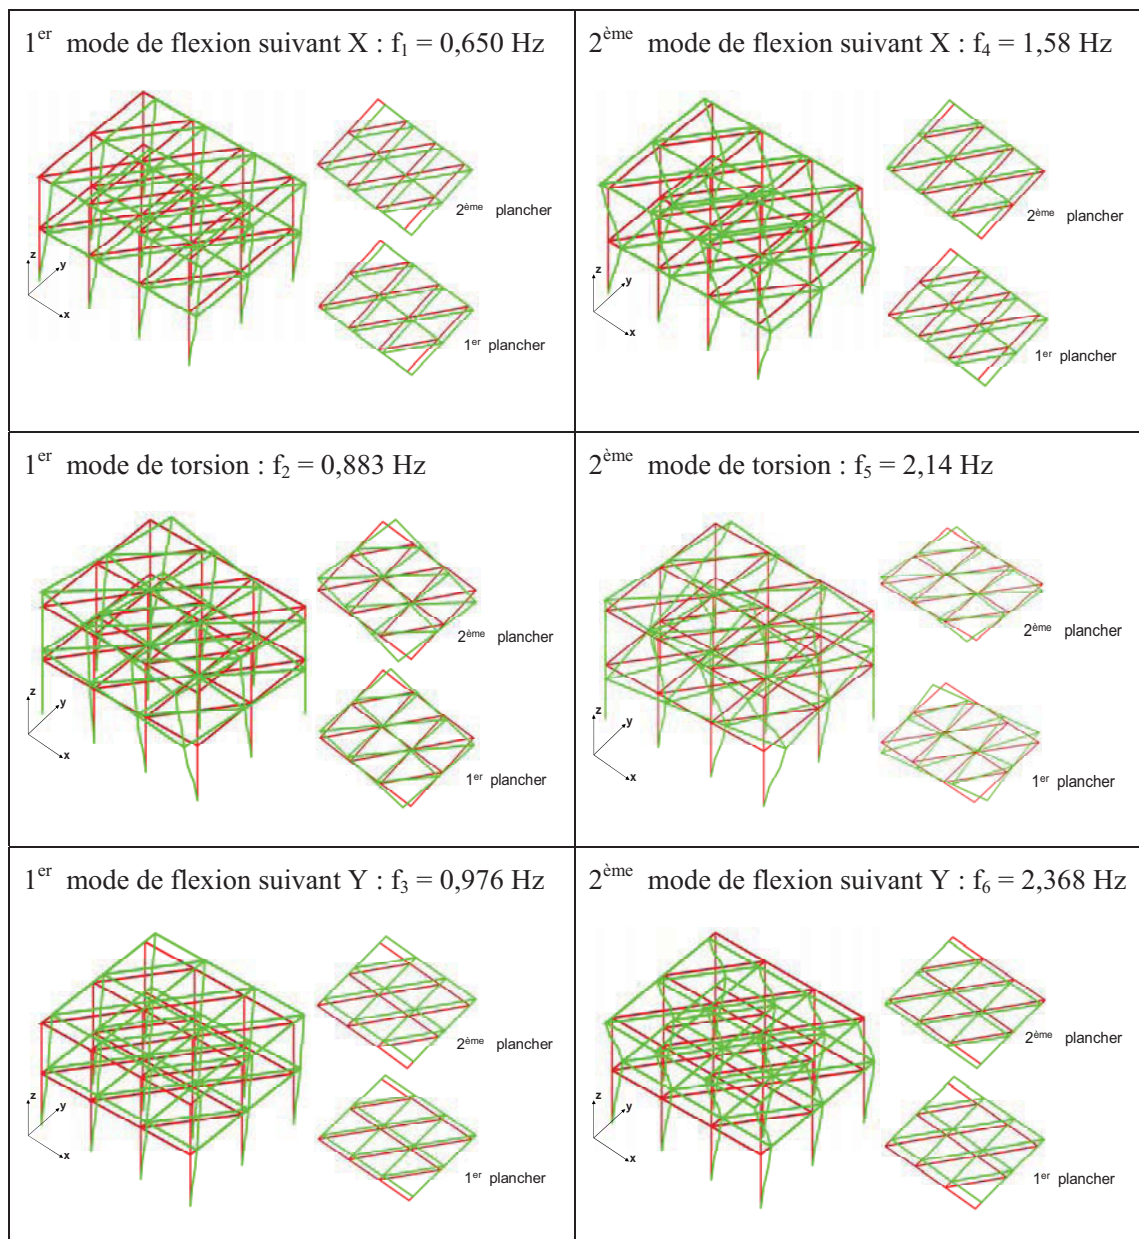 1er mode de flexion suivant X : f1 = 0,650 Hz
z
y
x
2ème plancher
1er plancher
2ème mode de flexion suivant X : f4 = 1,58 Hz
z
y
x
2ème plancher
1er plancher
1er mode de torsion : f2 = 0,883 Hz
z
y
x
2ème plancher
1er plancher
2ème mode de torsion : f5 = 2,14 Hz
z
y
x
2ème plancher
1er plancher
1er mode de flexion suivant Y : f3 = 0,976 Hz
z
y
x
2ème plancher
1er plancher
2ème mode de flexion suivant Y : f6 = 2,368 Hz
z
y
x
2ème plancher
1er plancher